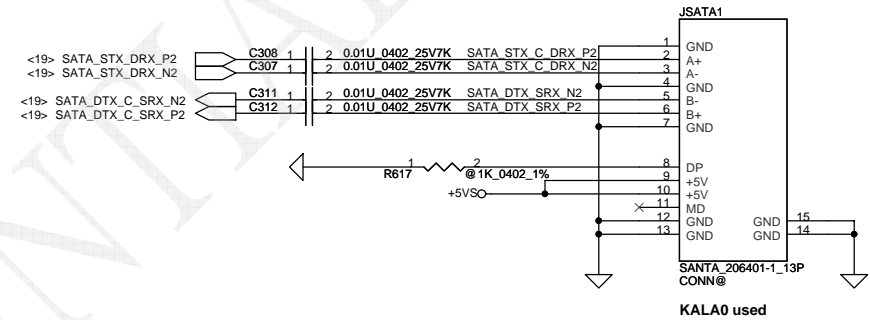 JSATA1
<19> SATA_STX_DRX_P2 C308 1 2 0.01U_0402_25V7K SATA_STX_C_DRX_P2
<19> SATA_STX_DRX_N2 C307 1 2 0.01U_0402_25V7K SATA_STX_C_DRX_N2
<19> SATA_DTX_C_SRX_N2 C311 1 2 0.01U_0402_25V7K SATA_DTX_SRX_N2
<19> SATA_DTX_C_SRX_P2 C312 1 2 0.01U_0402_25V7K SATA_DTX_SRX_P2
1 GND
2 A+
3 A-
4 GND
5 B-
6 B+
7 GND
R617 1 2 @1K_0402_1%
+5VS
8 DP
9 +5V
10 +5V
11 MD
12 GND GND 15
13 GND GND 14
SANTA_206401-1_13P
CONN@
KALA0 used